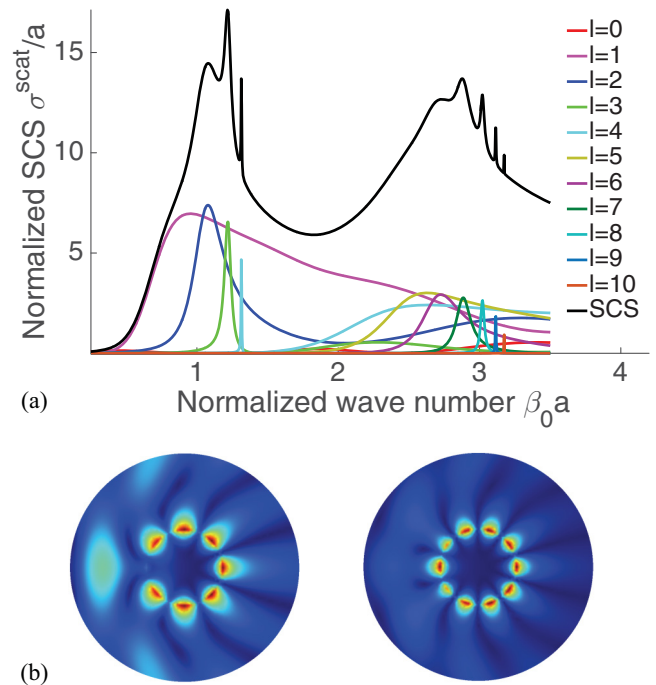 15
10
5
1
2
3
4
Normalized SCS σ^scat/a
Normalized wave number β₀a
l=0
l=1
l=2
l=3
l=4
l=5
l=6
l=7
l=8
l=9
l=10
SCS
(a)
(b)